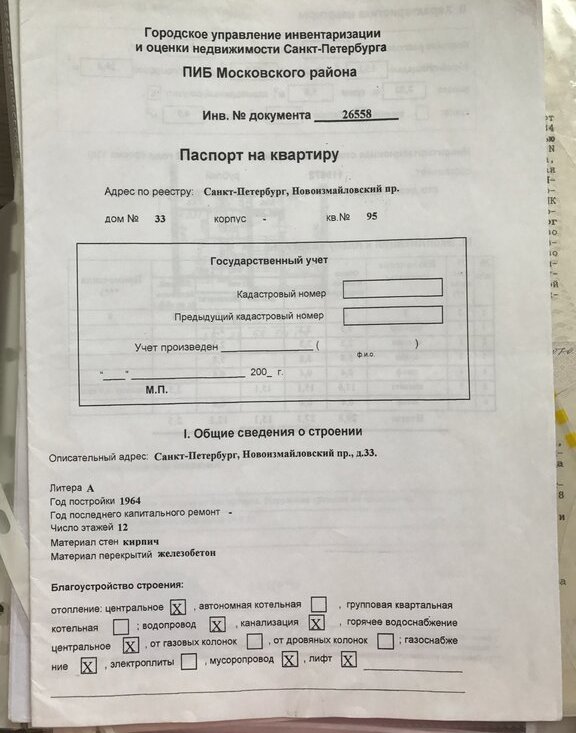 Городское управление инвентаризации
и оценки недвижимости Санкт-Петербурга
ПИБ Московского района
Инв. № документа 26558
Паспорт на квартиру
Адрес по реестру: Санкт-Петербург, Новоизмайловский пр.
дом № 33 корпус - кв.№ 95
Государственный учет
Кадастровый номер
Предыдущий кадастровый номер
Учет произведен ____________ ( )
ф.и.о.
"___" ____________ 200_ г.
М.П.
I. Общие сведения о строении
Описательный адрес: Санкт-Петербург, Новоизмайловский пр., д.33.
Литера А
Год постройки 1964
Год последнего капитального ремонт -
Число этажей 12
Материал стен кирпич
Материал перекрытий железобетон
Благоустройство строения:
отопление: центральное X , автономная котельная , групповая квартальная
котельная ; водопровод X , канализация X , горячее водоснабжение
центральное X , от газовых колонок , от дровяных колонок ; газоснабже
ние X , электроплиты , мусоропровод X , лифт X